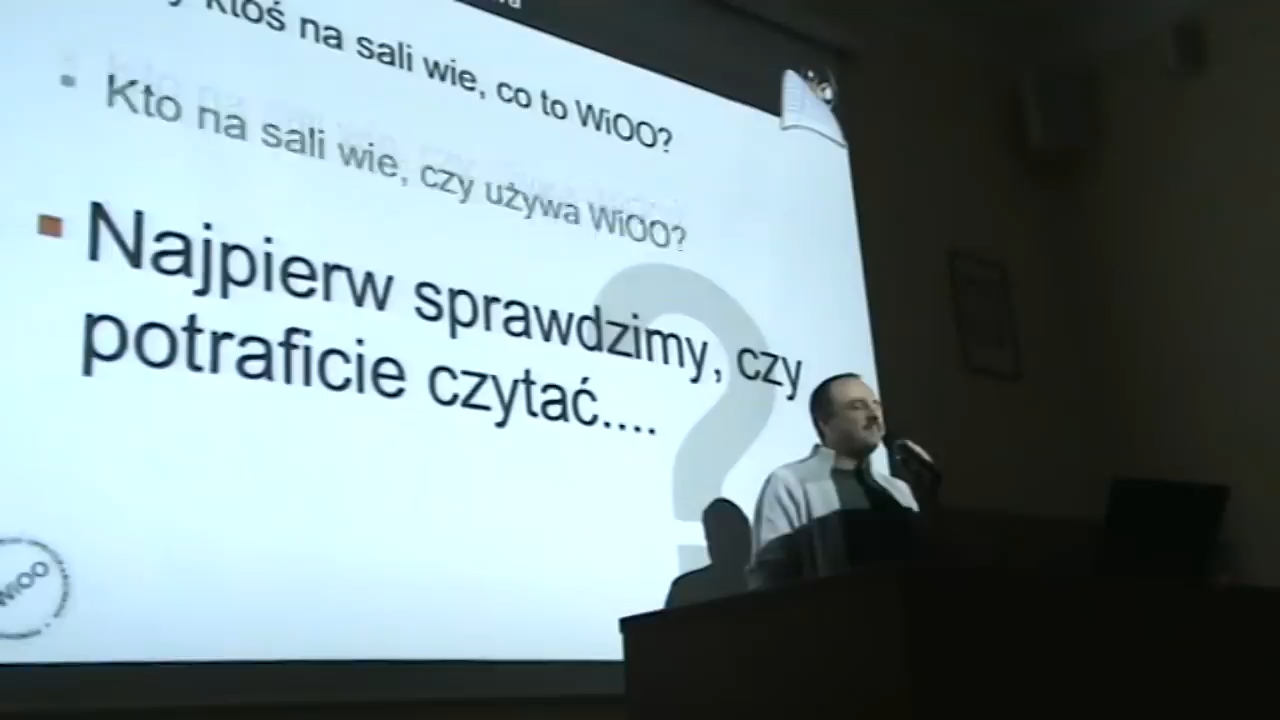 ktoś na sali wie, co to WiOO?
Kto na sali wie, czy używa WiOO?
Najpierw sprawdzimy, czy
potraficie czytać....
WiOO